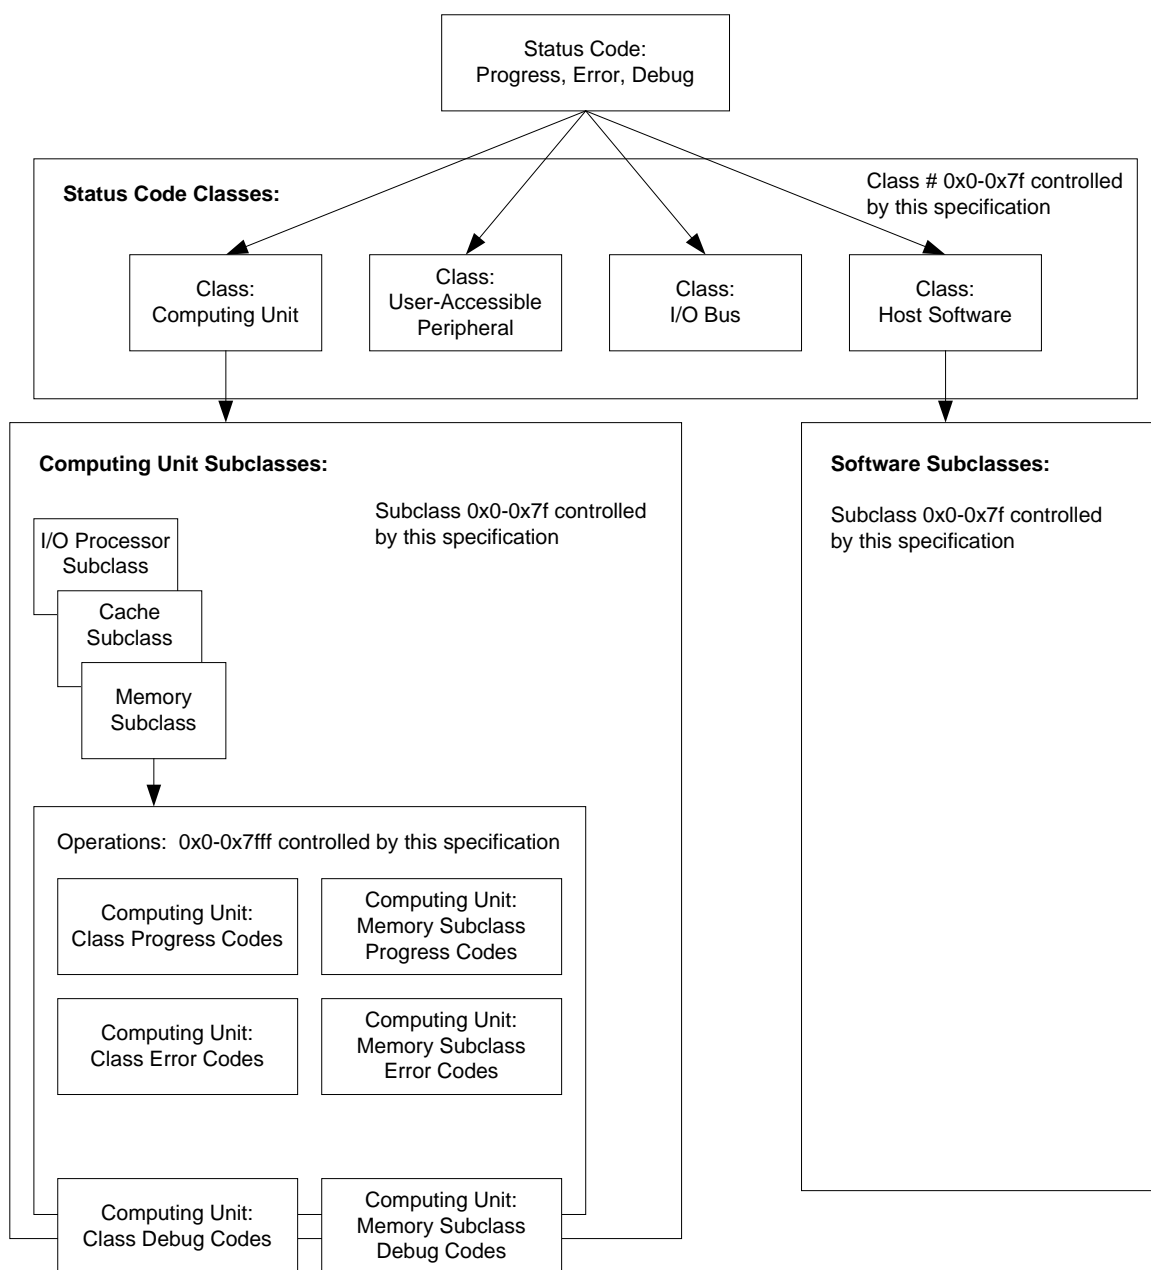 Status Code:
Progress, Error, Debug
Status Code Classes:
Class # 0x0-0x7f controlled
by this specification
Class:
Computing Unit
Class:
User-Accessible
Peripheral
Class:
I/O Bus
Class:
Host Software
Computing Unit Subclasses:
Subclass 0x0-0x7f controlled
by this specification
I/O Processor
Subclass
Cache
Subclass
Memory
Subclass
Operations:  0x0-0x7fff controlled by this specification
Computing Unit:
Class Progress Codes
Computing Unit:
Memory Subclass
Progress Codes
Computing Unit:
Class Error Codes
Computing Unit:
Memory Subclass
Error Codes
Computing Unit:
Class Debug Codes
Computing Unit:
Memory Subclass
Debug Codes
Software Subclasses:
Subclass 0x0-0x7f controlled
by this specification